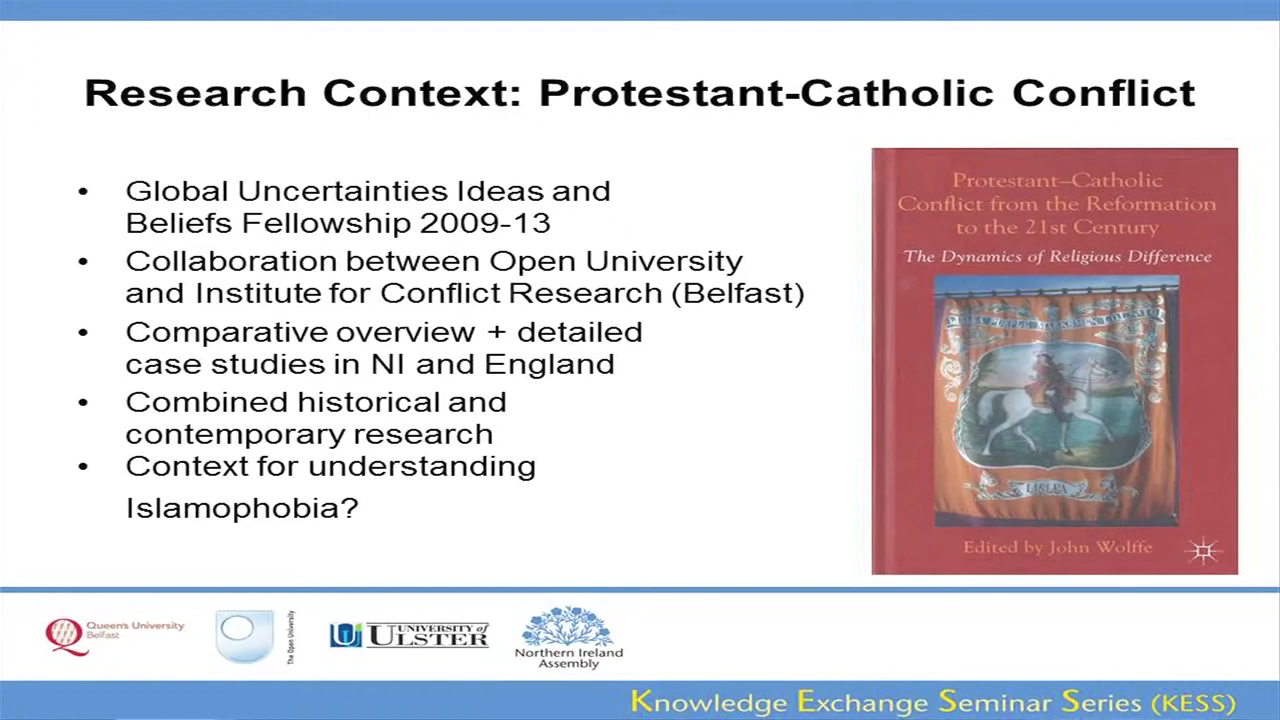 Research Context: Protestant-Catholic Conflict
• Global Uncertainties Ideas and
Beliefs Fellowship 2009-13
• Collaboration between Open University
and Institute for Conflict Research (Belfast)
• Comparative overview + detailed
case studies in NI and England
• Combined historical and
contemporary research
• Context for understanding
Islamophobia?
Protestant–Catholic
Conflict from the Reformation
to the 21st Century
The Dynamics of Religious Difference
LISLEA
Edited by John Wolffe
Queen's University
Belfast
The Open University
UNIVERSITY of
ULSTER
Northern Ireland
Assembly
Knowledge Exchange Seminar Series (KESS)